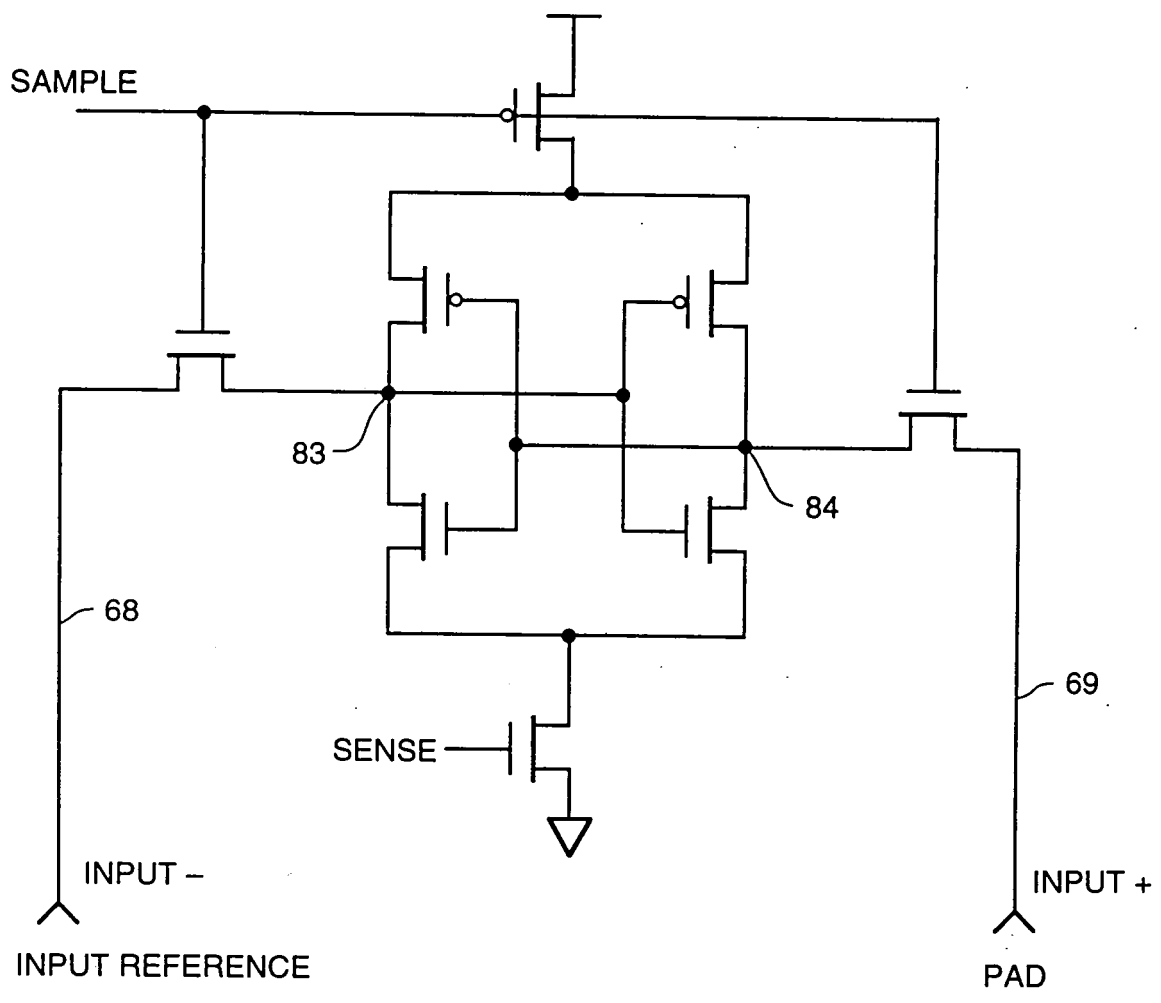 SAMPLE
83
84
68
69
SENSE
INPUT –
INPUT +
INPUT REFERENCE
PAD